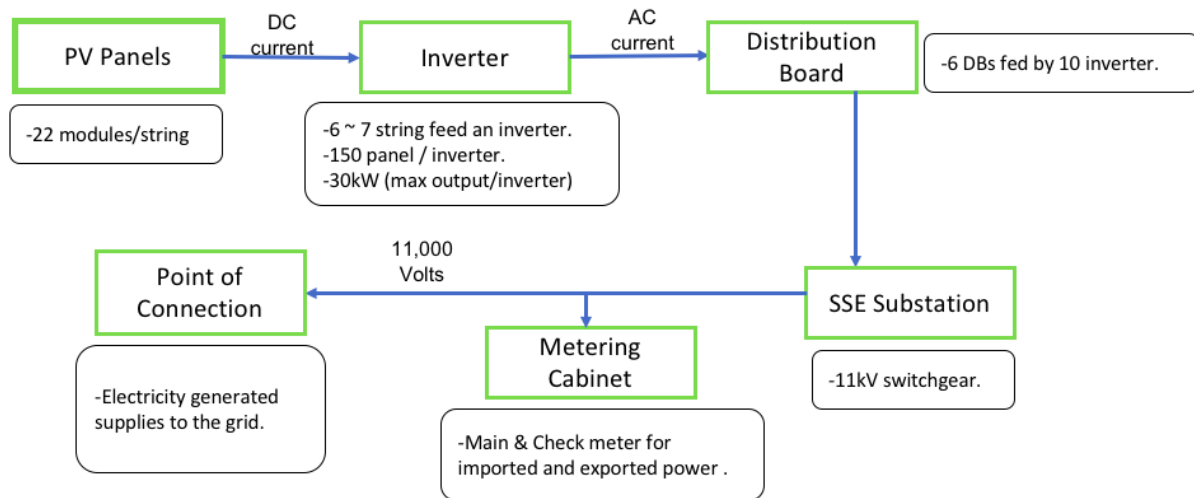 PV Panels
DC
current
Inverter
AC
current
Distribution
Board
-6 DBs fed by 10 inverter.
-22 modules/string
-6 ~ 7 string feed an inverter.
-150 panel / inverter.
-30kW (max output/inverter)
Point of
Connection
11,000
Volts
SSE Substation
Metering
Cabinet
-11kV switchgear.
-Electricity generated
supplies to the grid.
-Main & Check meter for
imported and exported power .